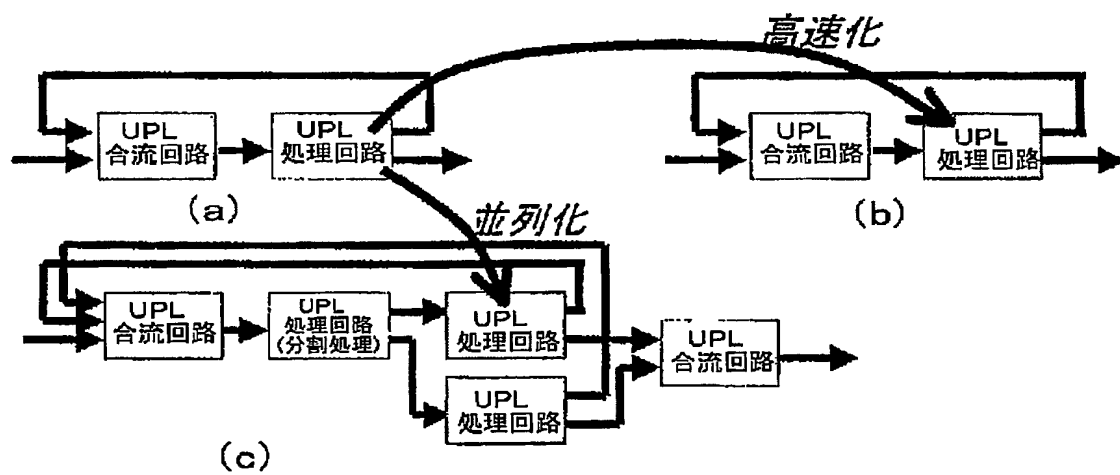 高速化
UPL
合流回路
UPL
処理回路
(a)
UPL
合流回路
UPL
処理回路
(b)
並列化
UPL
合流回路
UPL
処理回路
(分割処理)
UPL
処理回路
UPL
処理回路
UPL
合流回路
(c)